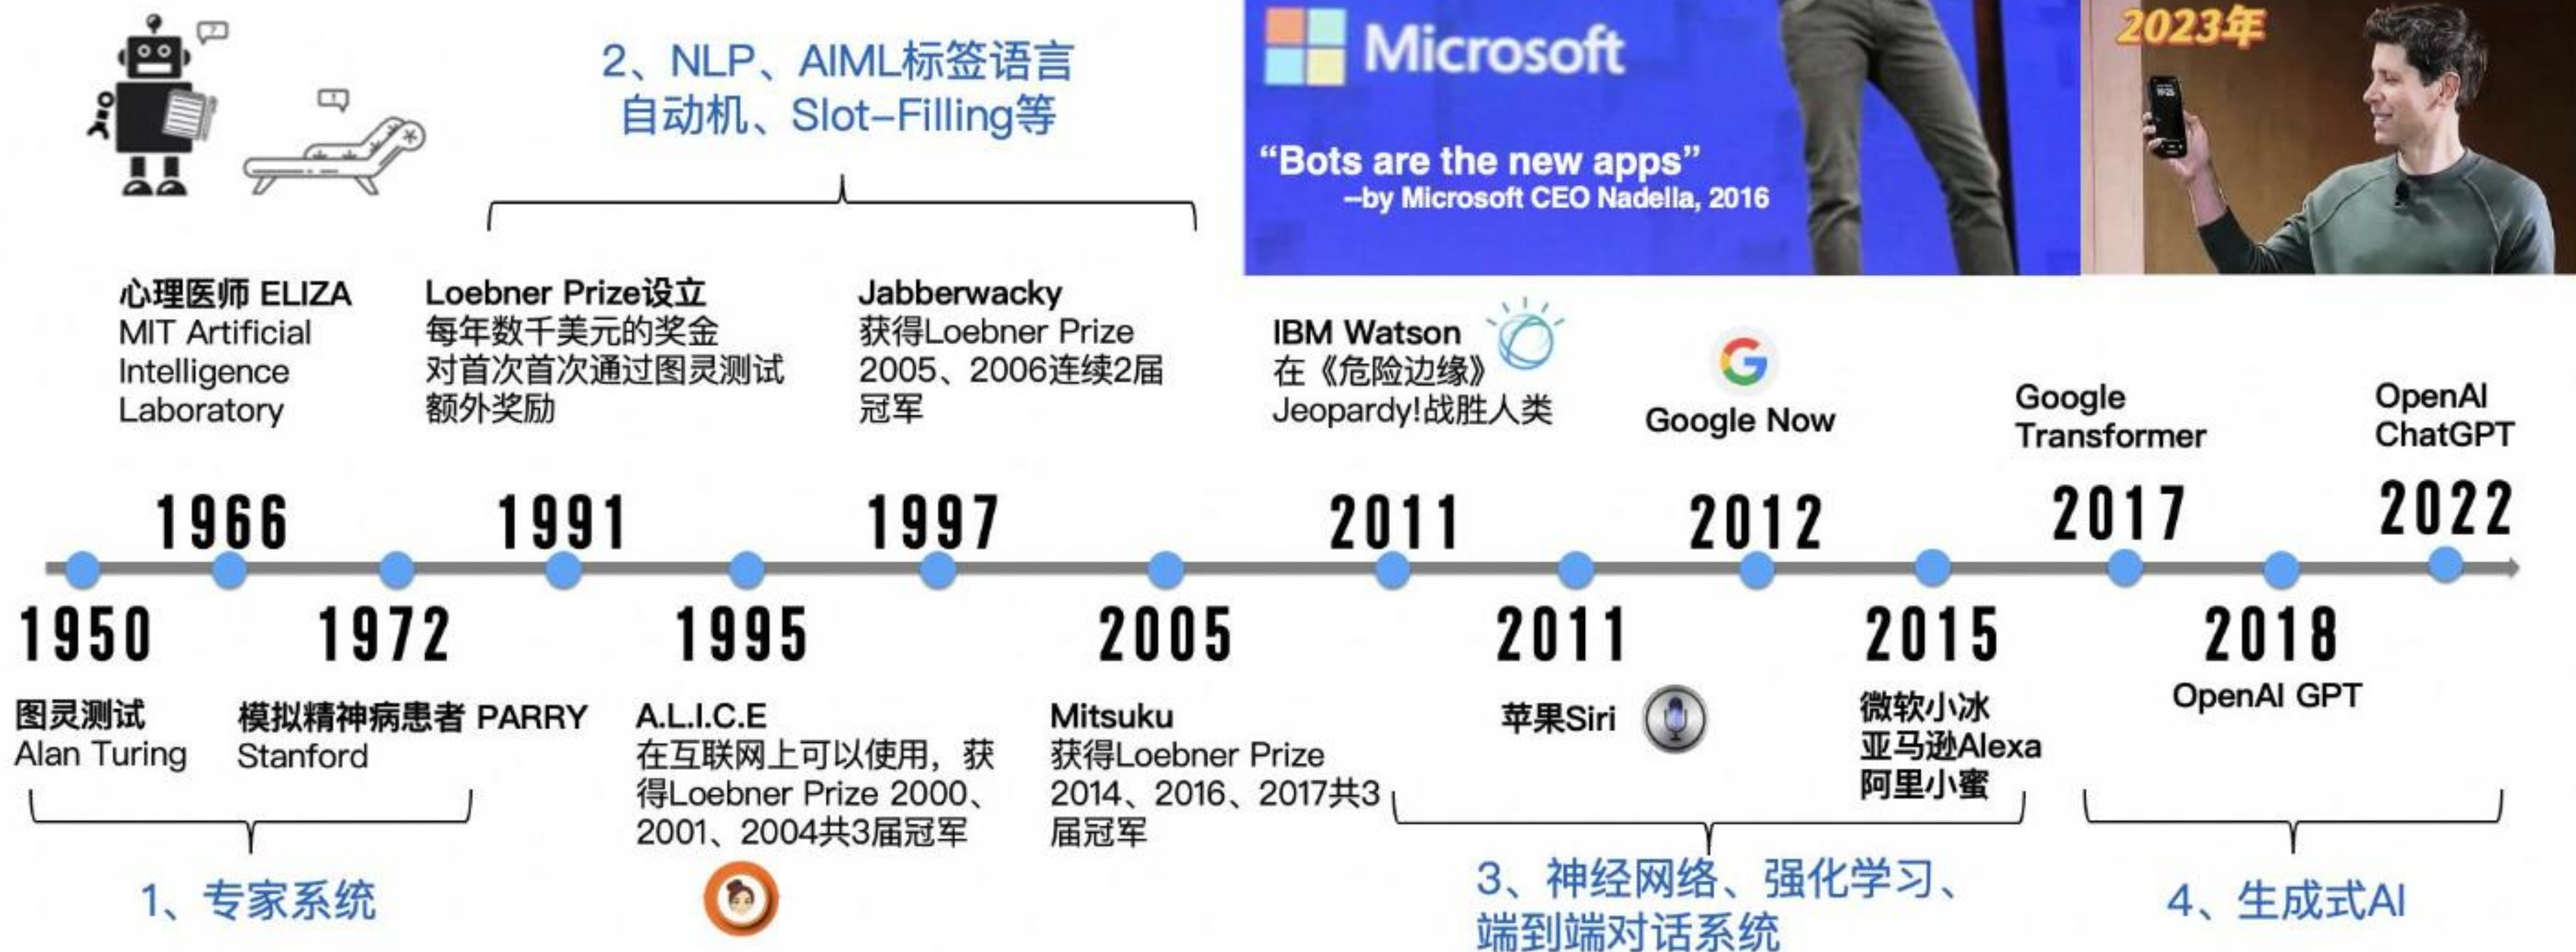 2、NLP、AIML标签语言
自动机、Slot-Filling等
Microsoft
“Bots are the new apps”
--by Microsoft CEO Nadella, 2016
2023年
心理医师 ELIZA
MIT Artificial
Intelligence
Laboratory
Loebner Prize设立
每年数千美元的奖金
对首次首次通过图灵测试
额外奖励
Jabberwacky
获得Loebner Prize
2005、2006连续2届
冠军
IBM Watson
在《危险边缘》
Jeopardy!战胜人类
Google Now
Google
Transformer
OpenAI
ChatGPT
1966
1991
1997
2011
2012
2017
2022
1950
1972
1995
2005
2011
2015
2018
图灵测试
Alan Turing
模拟精神病患者 PARRY
Stanford
A.L.I.C.E
在互联网上可以使用，获
得Loebner Prize 2000、
2001、2004共3届冠军
Mitsuku
获得Loebner Prize
2014、2016、2017共3
届冠军
苹果Siri
微软小冰
亚马逊Alexa
阿里小蜜
OpenAI GPT
1、专家系统
3、神经网络、强化学习、
端到端对话系统
4、生成式AI